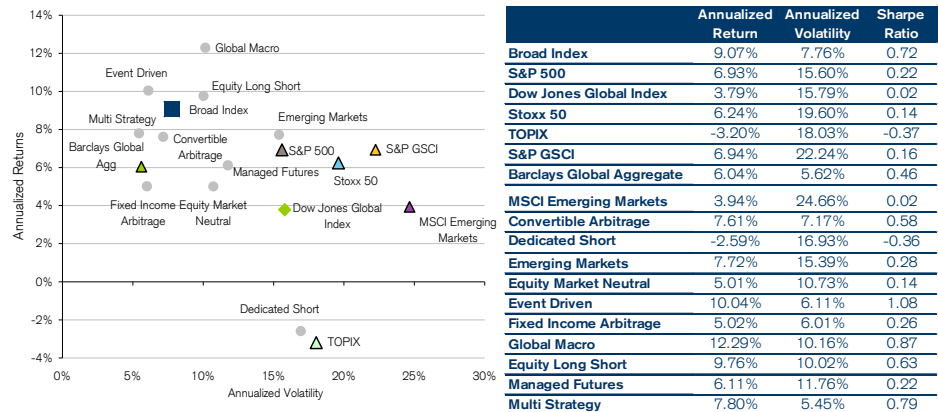 14%
12%
10%
8%
6%
4%
2%
0%
-2%
-4%
Annualized Returns
Global Macro
Event Driven
Equity Long Short
Broad Index
Multi Strategy
Emerging Markets
Convertible
Arbitrage
Barclays Global
Agg
S&P 500
S&P GSCI
Managed Futures
Stoxx 50
Fixed Income
Arbitrage
Equity Market
Neutral
Dow Jones Global
Index
MSCI Emerging
Markets
Dedicated Short
TOPIX
0% 5% 10% 15% 20% 25% 30%
Annualized Volatility
Annualized Return Annualized Volatility Sharpe Ratio
Broad Index 9.07% 7.76% 0.72
S&P 500 6.93% 15.60% 0.22
Dow Jones Global Index 3.79% 15.79% 0.02
Stoxx 50 6.24% 19.60% 0.14
TOPIX -3.20% 18.03% -0.37
S&P GSCI 6.94% 22.24% 0.16
Barclays Global Aggregate 6.04% 5.62% 0.46
MSCI Emerging Markets 3.94% 24.66% 0.02
Convertible Arbitrage 7.61% 7.17% 0.58
Dedicated Short -2.59% 16.93% -0.36
Emerging Markets 7.72% 15.39% 0.28
Equity Market Neutral 5.01% 10.73% 0.14
Event Driven 10.04% 6.11% 1.08
Fixed Income Arbitrage 5.02% 6.01% 0.26
Global Macro 12.29% 10.16% 0.87
Equity Long Short 9.76% 10.02% 0.63
Managed Futures 6.11% 11.76% 0.22
Multi Strategy 7.80% 5.45% 0.79